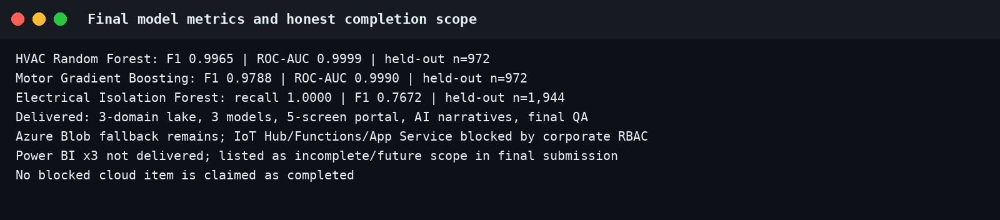 Final model metrics and honest completion scope
HVAC Random Forest: F1 0.9965 | ROC-AUC 0.9999 | held-out n=972
Motor Gradient Boosting: F1 0.9788 | ROC-AUC 0.9990 | held-out n=972
Electrical Isolation Forest: recall 1.0000 | F1 0.7672 | held-out n=1,944
Delivered: 3-domain lake, 3 models, 5-screen portal, AI narratives, final QA
Azure Blob fallback remains; IoT Hub/Functions/App Service blocked by corporate RBAC
Power BI x3 not delivered; listed as incomplete/future scope in final submission
No blocked cloud item is claimed as completed